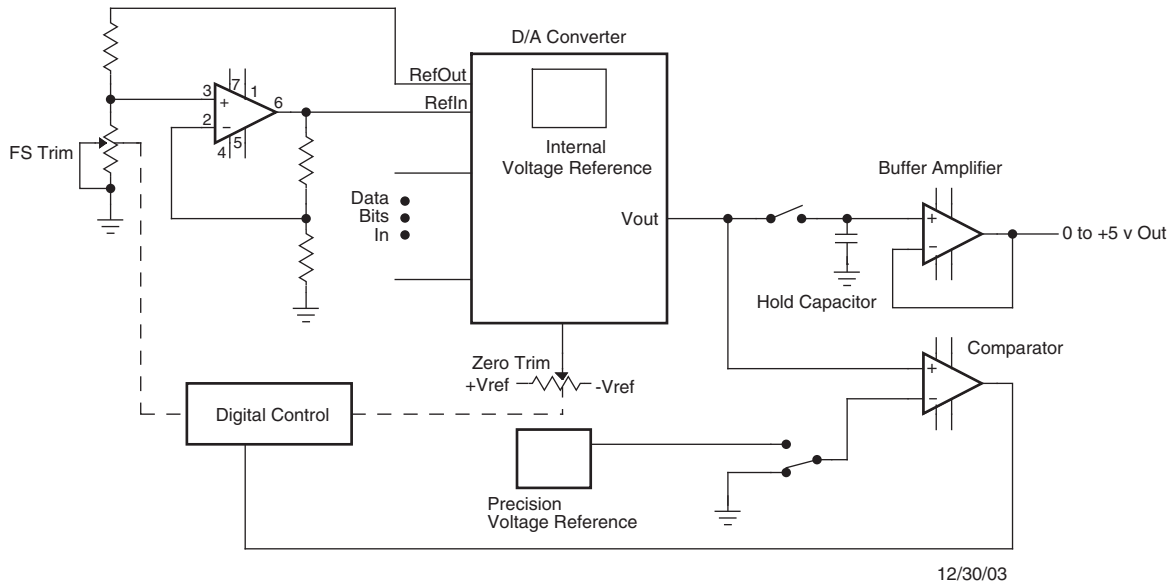 D/A Converter
RefOut
7
1
3
+
6
RefIn
2
−
4
5
FS Trim
Internal
Voltage Reference
Data
Bits
In
Vout
Buffer Amplifier
+
−
0 to +5 v Out
Hold Capacitor
Zero Trim
+Vref
-Vref
Comparator
+
−
Digital Control
Precision
Voltage Reference
12/30/03